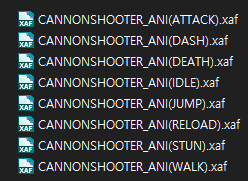 CANNONSHOOTER_ANI(ATTACK).xaf
CANNONSHOOTER_ANI(DASH).xaf
CANNONSHOOTER_ANI(DEATH).xaf
CANNONSHOOTER_ANI(IDLE).xaf
CANNONSHOOTER_ANI(JUMP).xaf
CANNONSHOOTER_ANI(RELOAD).xaf
CANNONSHOOTER_ANI(STUN).xaf
CANNONSHOOTER_ANI(WALK).xaf